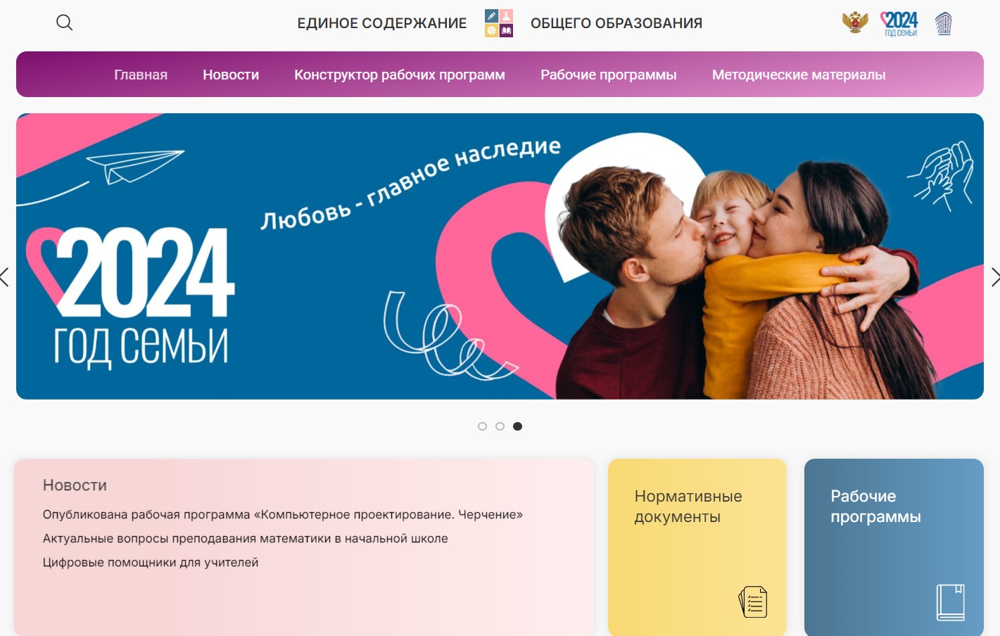 ЕДИНОЕ СОДЕРЖАНИЕ ОБЩЕГО ОБРАЗОВАНИЯ
2024
ГОД СЕМЬИ
Главная Новости Конструктор рабочих программ Рабочие программы Методические материалы
Любовь - главное наследие
2024
ГОД СЕМЬИ
Новости
Опубликована рабочая программа «Компьютерное проектирование. Черчение»
Актуальные вопросы преподавания математики в начальной школе
Цифровые помощники для учителей
Нормативные
документы
Рабочие
программы